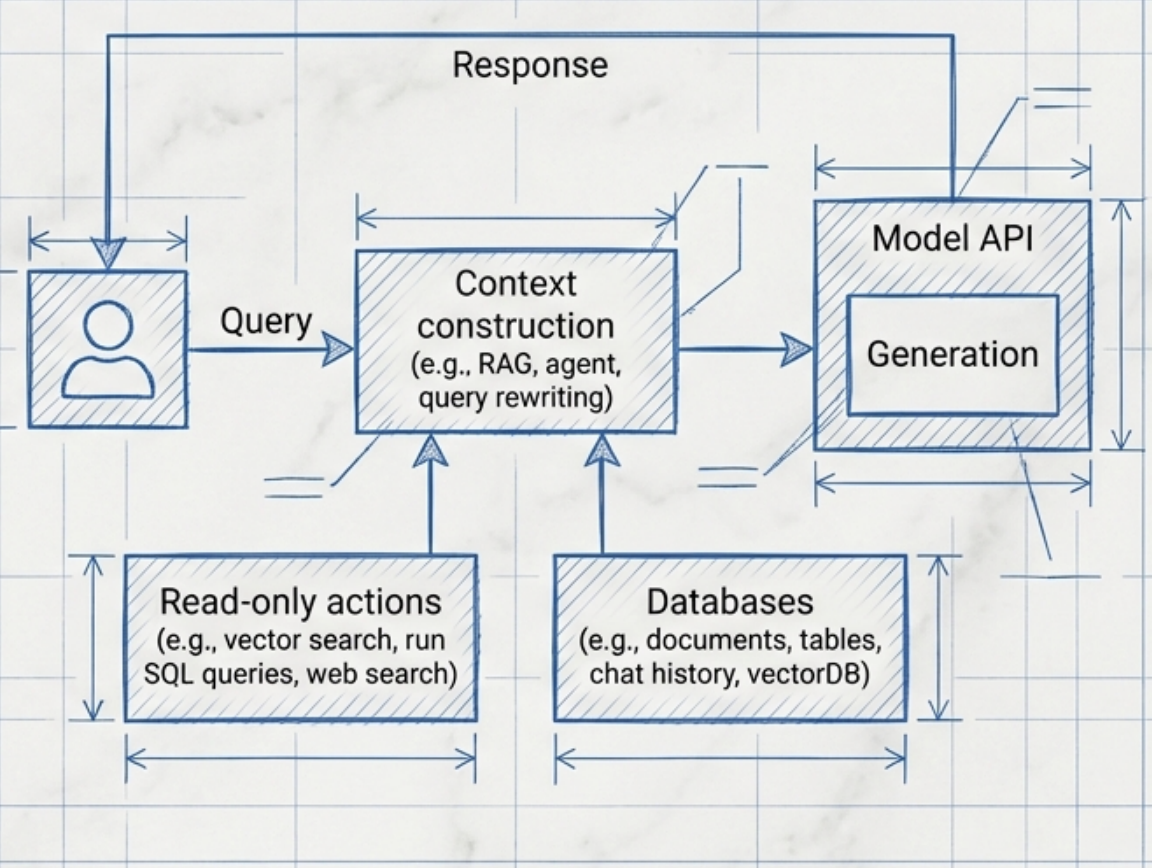 Response
Query
Context
construction
(e.g., RAG, agent,
query rewriting)
Model API
Generation
Read-only actions
(e.g., vector search, run
SQL queries, web search)
Databases
(e.g., documents, tables,
chat history, vectorDB)